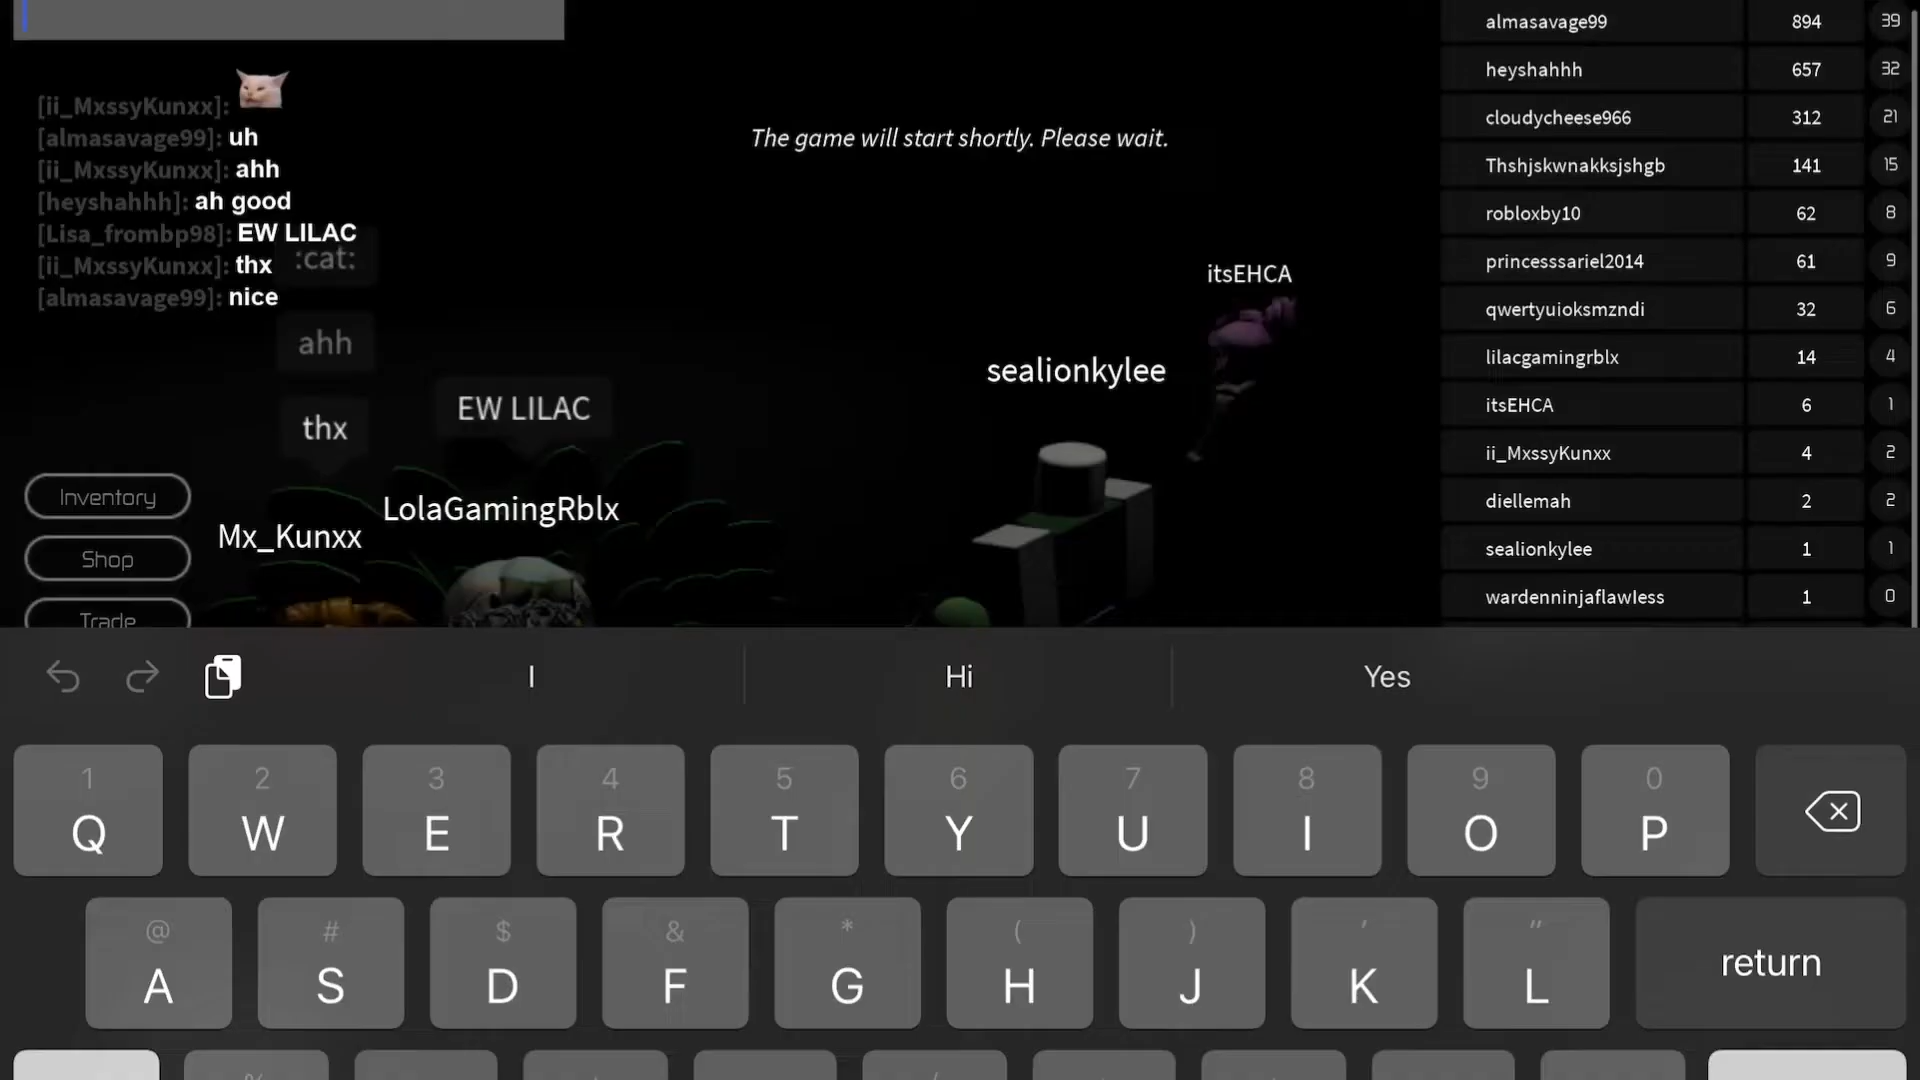 [ii_MxssyKunxx]:
[almasavage99]: uh
[ii_MxssyKunxx]: ahh
[heyshahhh]: ah good
[Lisa_frombp98]: EW LILAC
[ii_MxssyKunxx]: thx
[almasavage99]: nice
:cat:
ahh
thx
EW LILAC
Mx_Kunxx
LolaGamingRblx
The game will start shortly. Please wait.
sealionkylee
itsEHCA
Inventory
Shop
Trade
almasavage99 894 39
heyshahhh 657 32
cloudycheese966 312 21
Thshjskwnakksjshgb 141 15
robloxby10 62 8
princesssariel2014 61 9
qwertyuioksmzndi 32 6
lilacgamingrblx 14 4
itsEHCA 6 1
ii_MxssyKunxx 4 2
diellemah 2 2
sealionkylee 1 1
wardenninjaflawless 1 0
I Hi Yes
1 2 3 4 5 6 7 8 9 0
Q W E R T Y U I O P
@ # $ & * ( ) ' "
A S D F G H J K L return